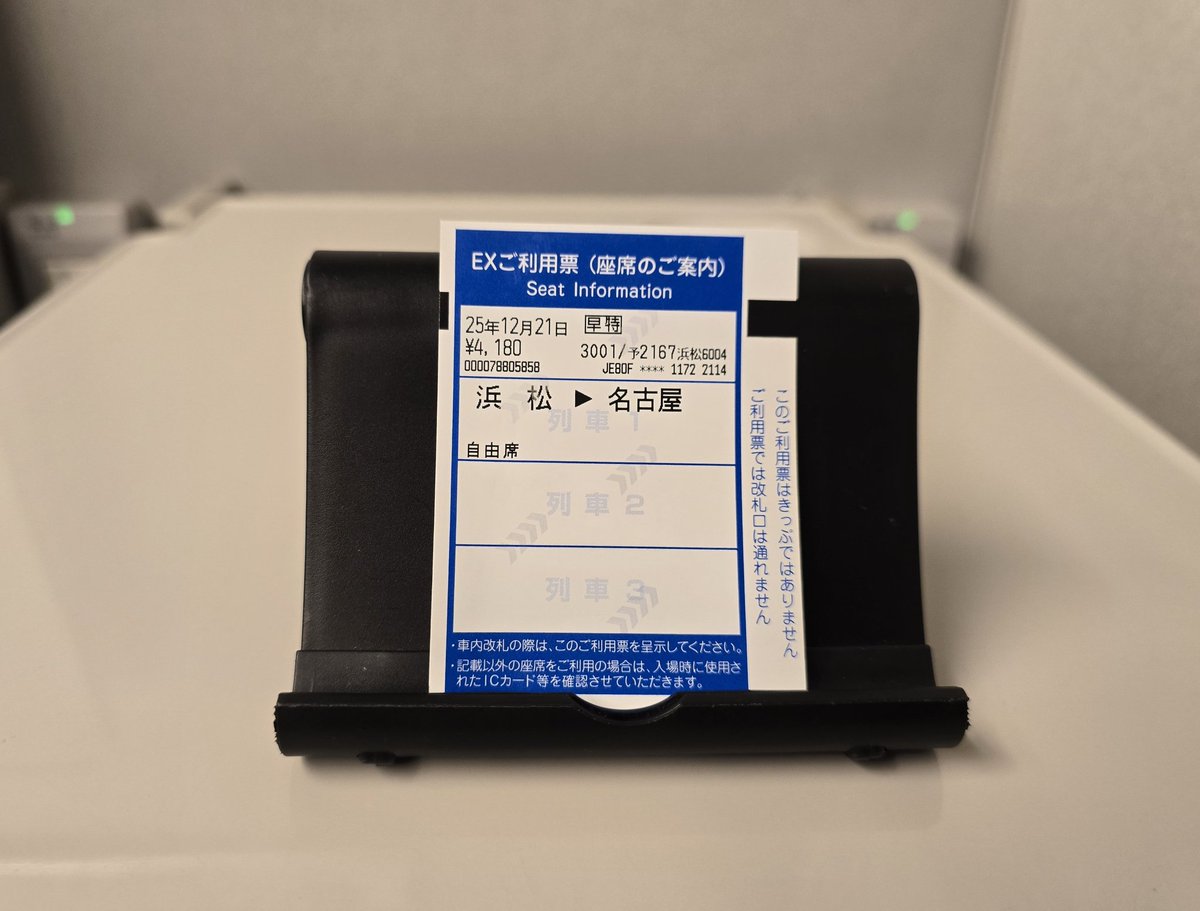 EXご利用票（座席のご案内）
Seat Information
25年12月21日 早特
¥4,180 3001/予2167浜松6004
000078805858 JE80F **** 1172 2114
浜 松 ▶ 名古屋
列車 1
自由席
列車 2
列車 3
・車内改札の際は、このご利用票を呈示してください。
・記載以外の座席をご利用の場合は、入場時に使用さ
れたICカード等を確認させていただきます。
このご利用票はきっぷではありません
ご利用票では改札口は通れません